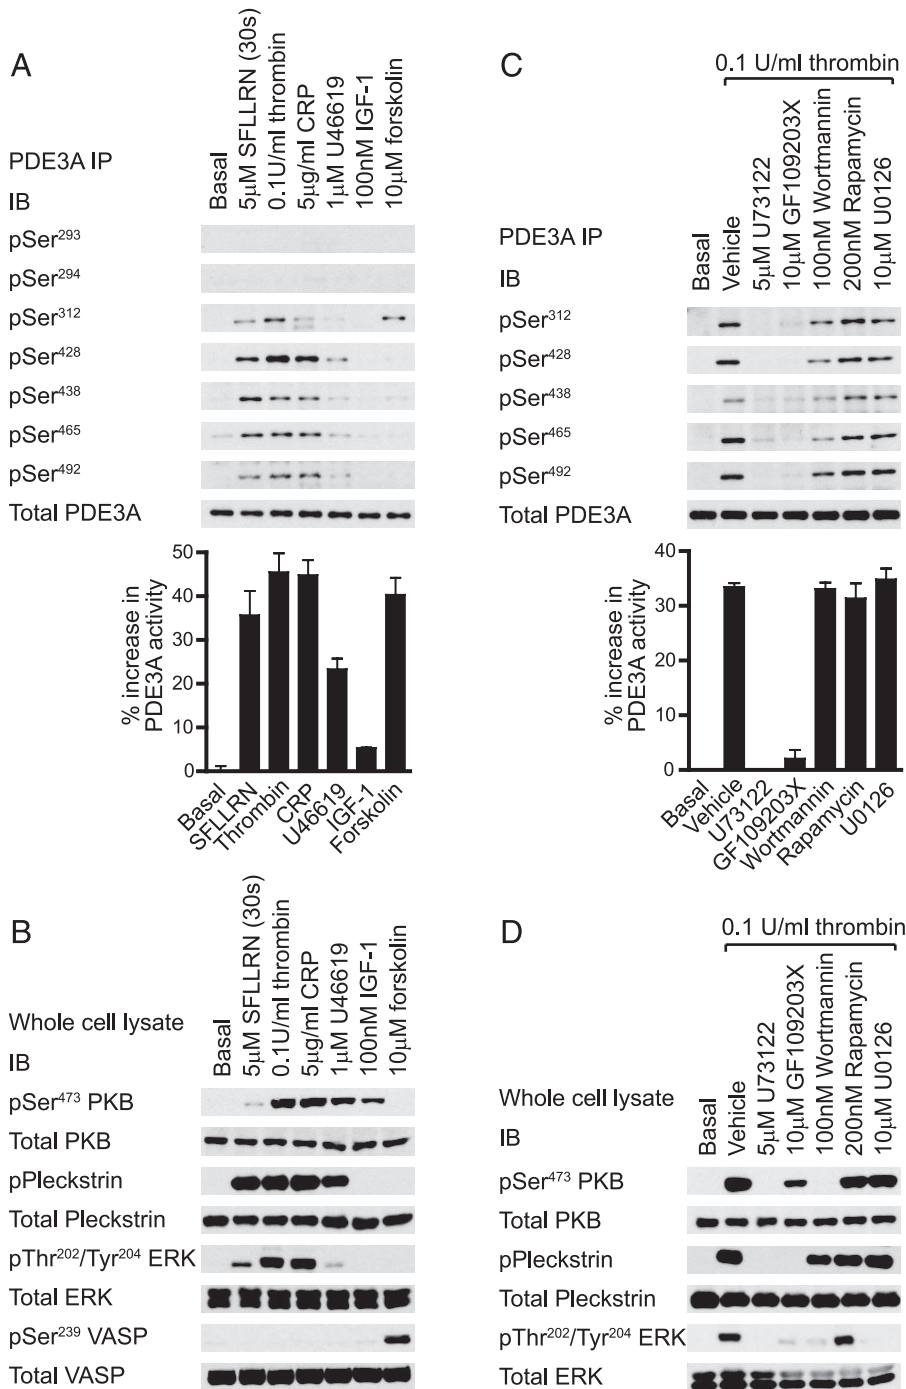 A
Basal
5µM SFLLRN (30s)
0.1U/ml thrombin
5µg/ml CRP
1µM U46619
100nM IGF-1
10µM forskolin
PDE3A IP
IB
pSer293
pSer294
pSer312
pSer428
pSer438
pSer465
pSer492
Total PDE3A
% increase in
PDE3A activity
50
40
30
20
10
0
Basal
SFLLRN
Thrombin
CRP
U46619
IGF-1
Forskolin
B
Basal
5µM SFLLRN (30s)
0.1U/ml thrombin
5µg/ml CRP
1µM U46619
100nM IGF-1
10µM forskolin
Whole cell lysate
IB
pSer473 PKB
Total PKB
pPleckstrin
Total Pleckstrin
pThr202/Tyr204 ERK
Total ERK
pSer239 VASP
Total VASP
C
0.1 U/ml thrombin
Basal
Vehicle
5µM U73122
10µM GF109203X
100nM Wortmannin
200nM Rapamycin
10µM U0126
PDE3A IP
IB
pSer312
pSer428
pSer438
pSer465
pSer492
Total PDE3A
% increase in
PDE3A activity
40
30
20
10
0
Basal
Vehicle
U73122
GF109203X
Wortmannin
Rapamycin
U0126
D
0.1 U/ml thrombin
Basal
Vehicle
5µM U73122
10µM GF109203X
100nM Wortmannin
200nM Rapamycin
10µM U0126
Whole cell lysate
IB
pSer473 PKB
Total PKB
pPleckstrin
Total Pleckstrin
pThr202/Tyr204 ERK
Total ERK